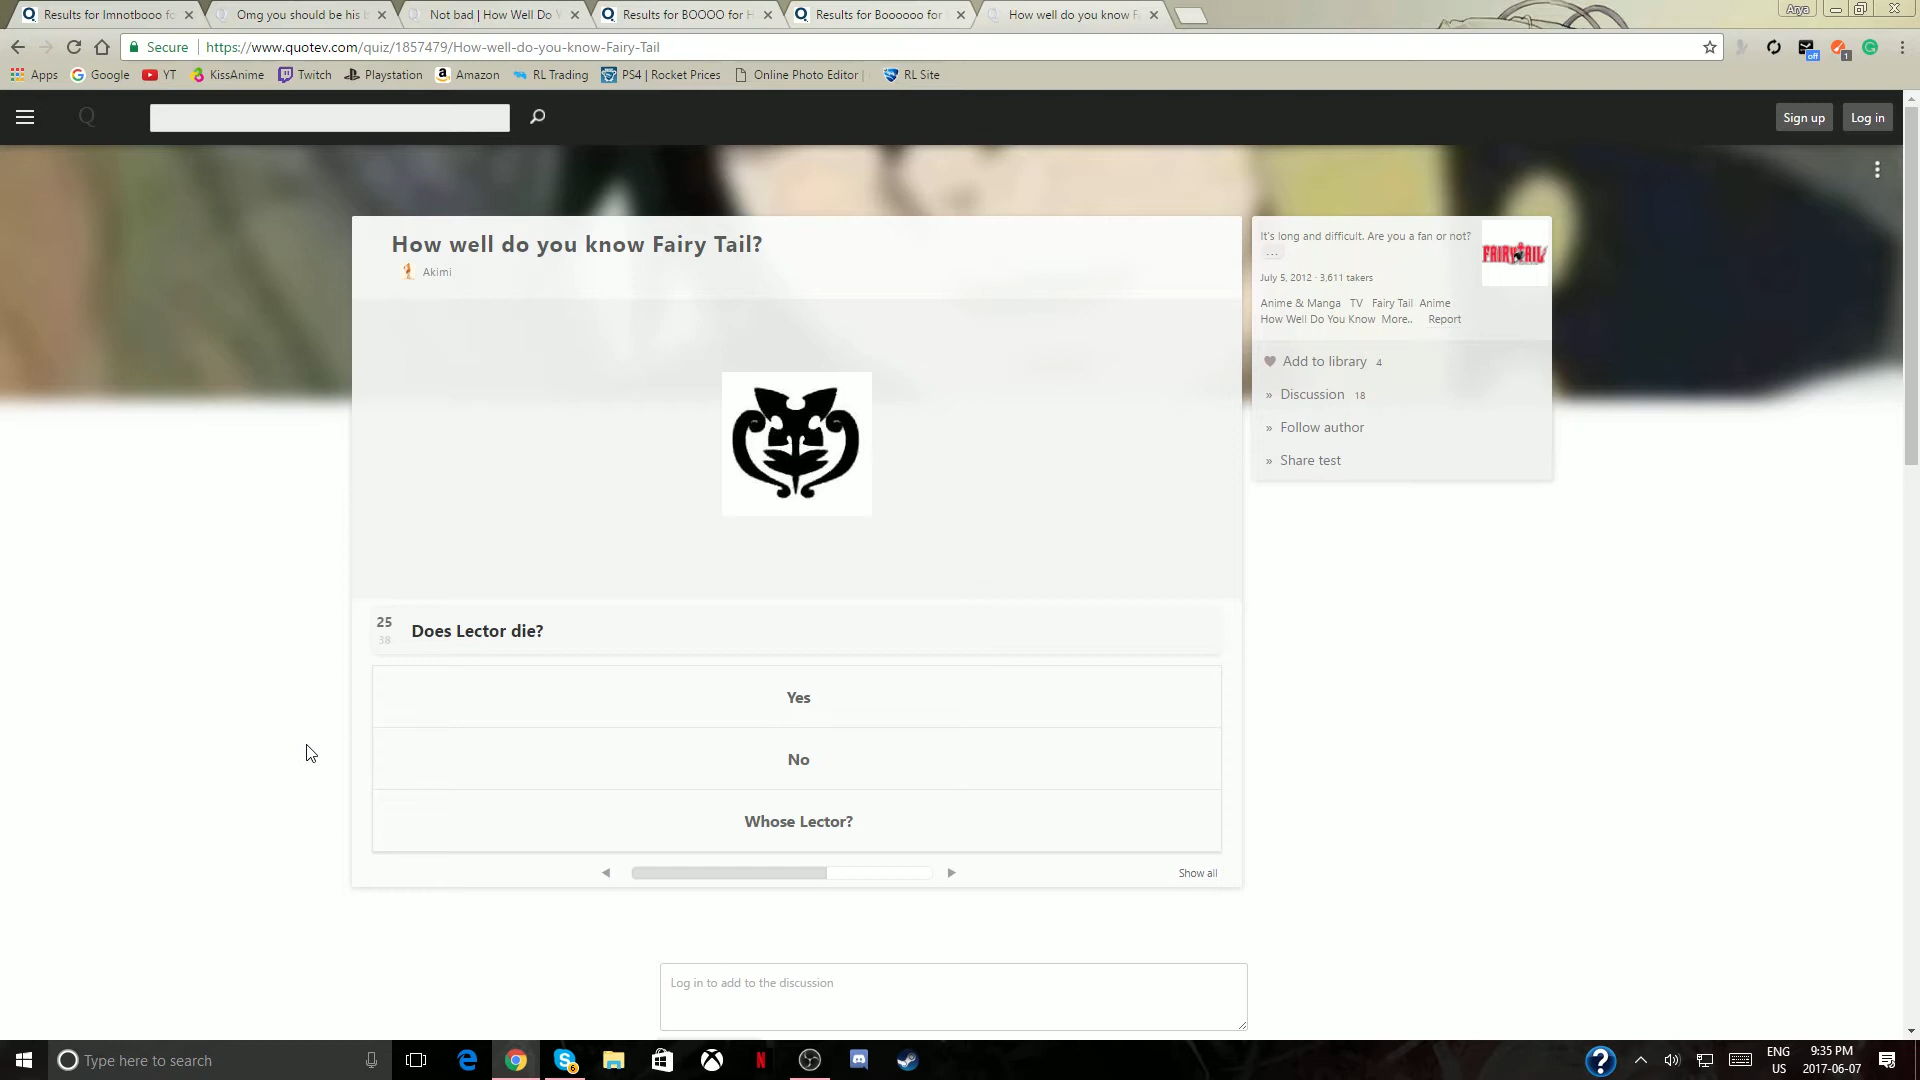 Results for Imnotbooo fo
Omg you should be his b
Not bad | How Well Do Y
Results for BOOOO for H
Results for Boooooo for
How well do you know Fa
Arya
Secure
https://www.quotev.com/quiz/1857479/How-well-do-you-know-Fairy-Tail
off
1
Apps
Google
YT
KissAnime
Twitch
Playstation
Amazon
RL Trading
PS4 | Rocket Prices
Online Photo Editor |
RL Site
Q
Sign up
Log in
How well do you know Fairy Tail?
Akimi
It's long and difficult. Are you a fan or not?
...
FAIRY TAIL
July 5, 2012 · 3,611 takers
Anime & Manga TV Fairy Tail Anime
How Well Do You Know More.. Report
Add to library 4
» Discussion 18
» Follow author
» Share test
25
38
Does Lector die?
Yes
No
Whose Lector?
Show all
Log in to add to the discussion
Type here to search
6
ENG
US
9:35 PM
2017-06-07